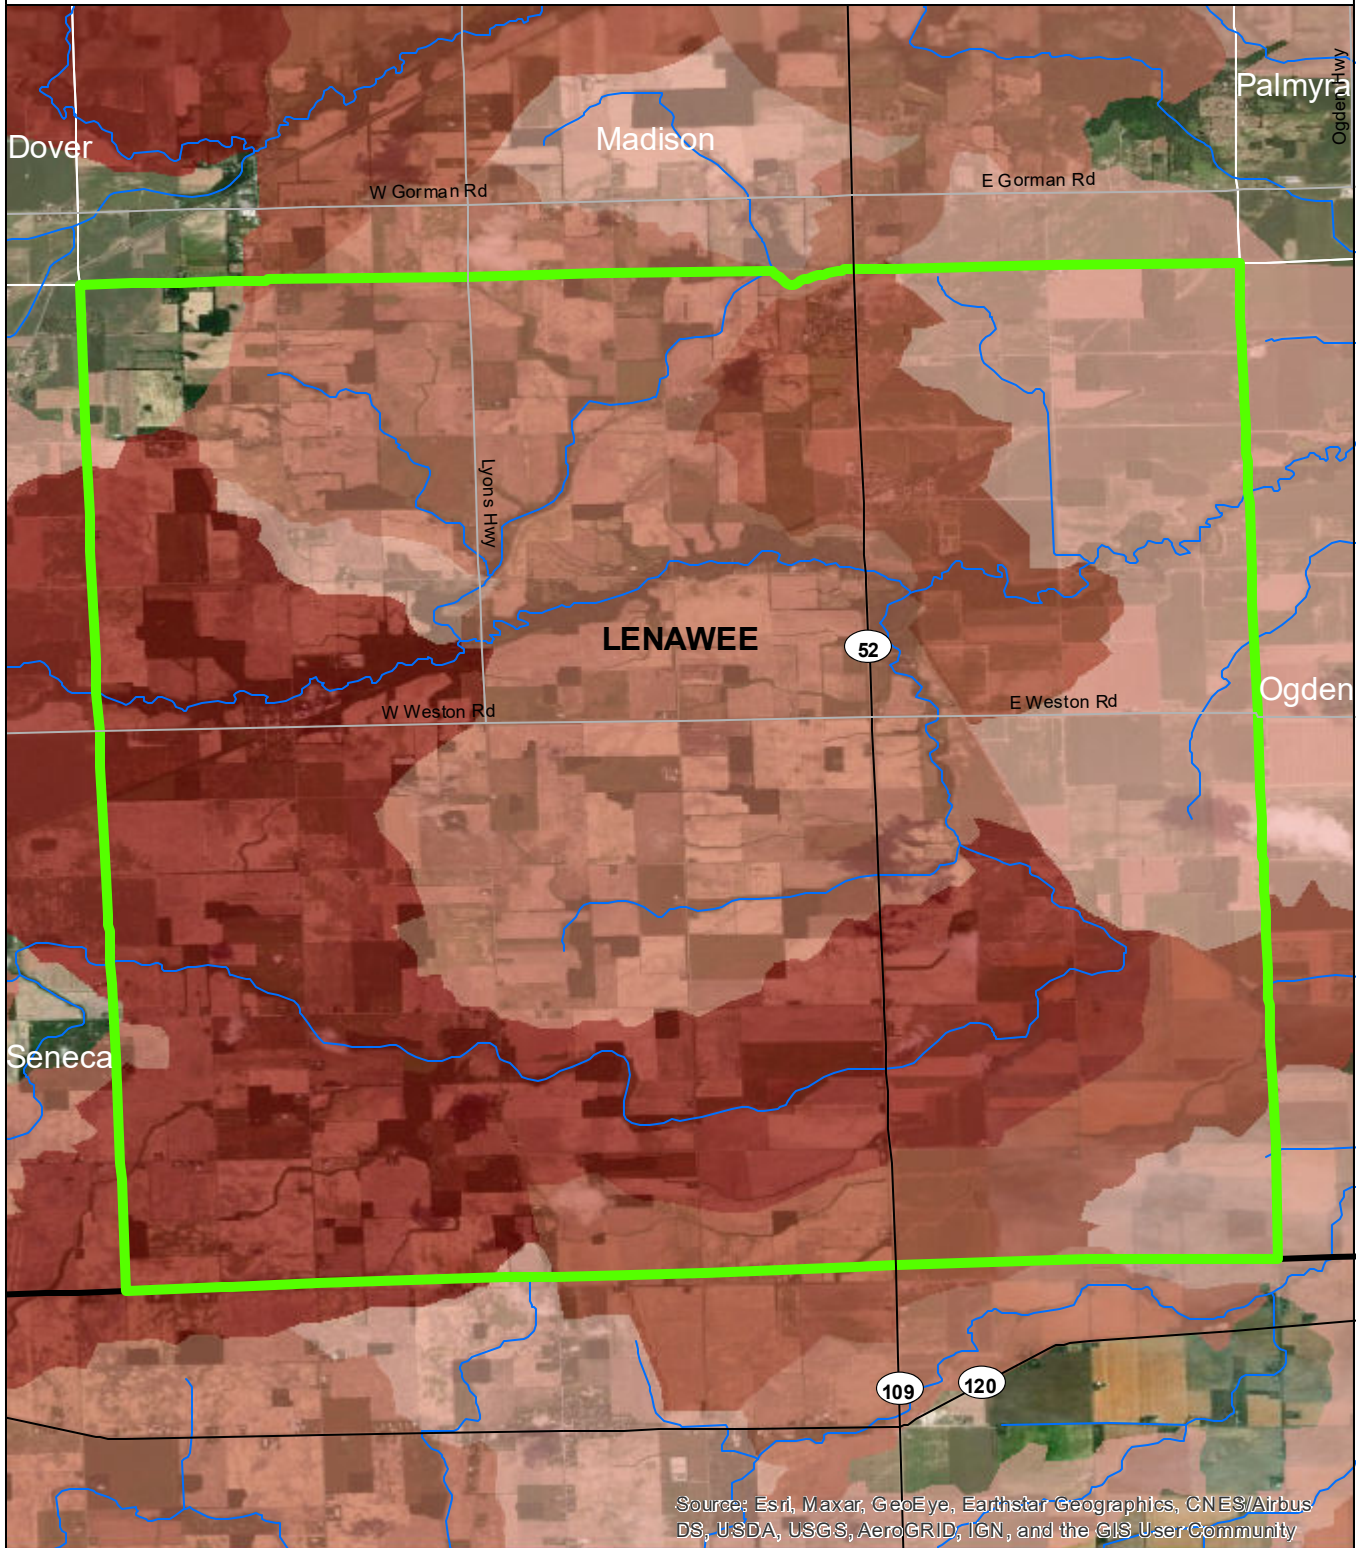 Palmyra
Ogden Hwy
Dover
Madison
W Gorman Rd
E Gorman Rd
Lyons Hwy
LENAWEE
52
Ogden
W Weston Rd
E Weston Rd
Seneca
109
120
Source: Esri, Maxar, GeoEye, Earthstar Geographics, CNES/Airbus
DS, USDA, USGS, AeroGRID, IGN, and the GIS User Community